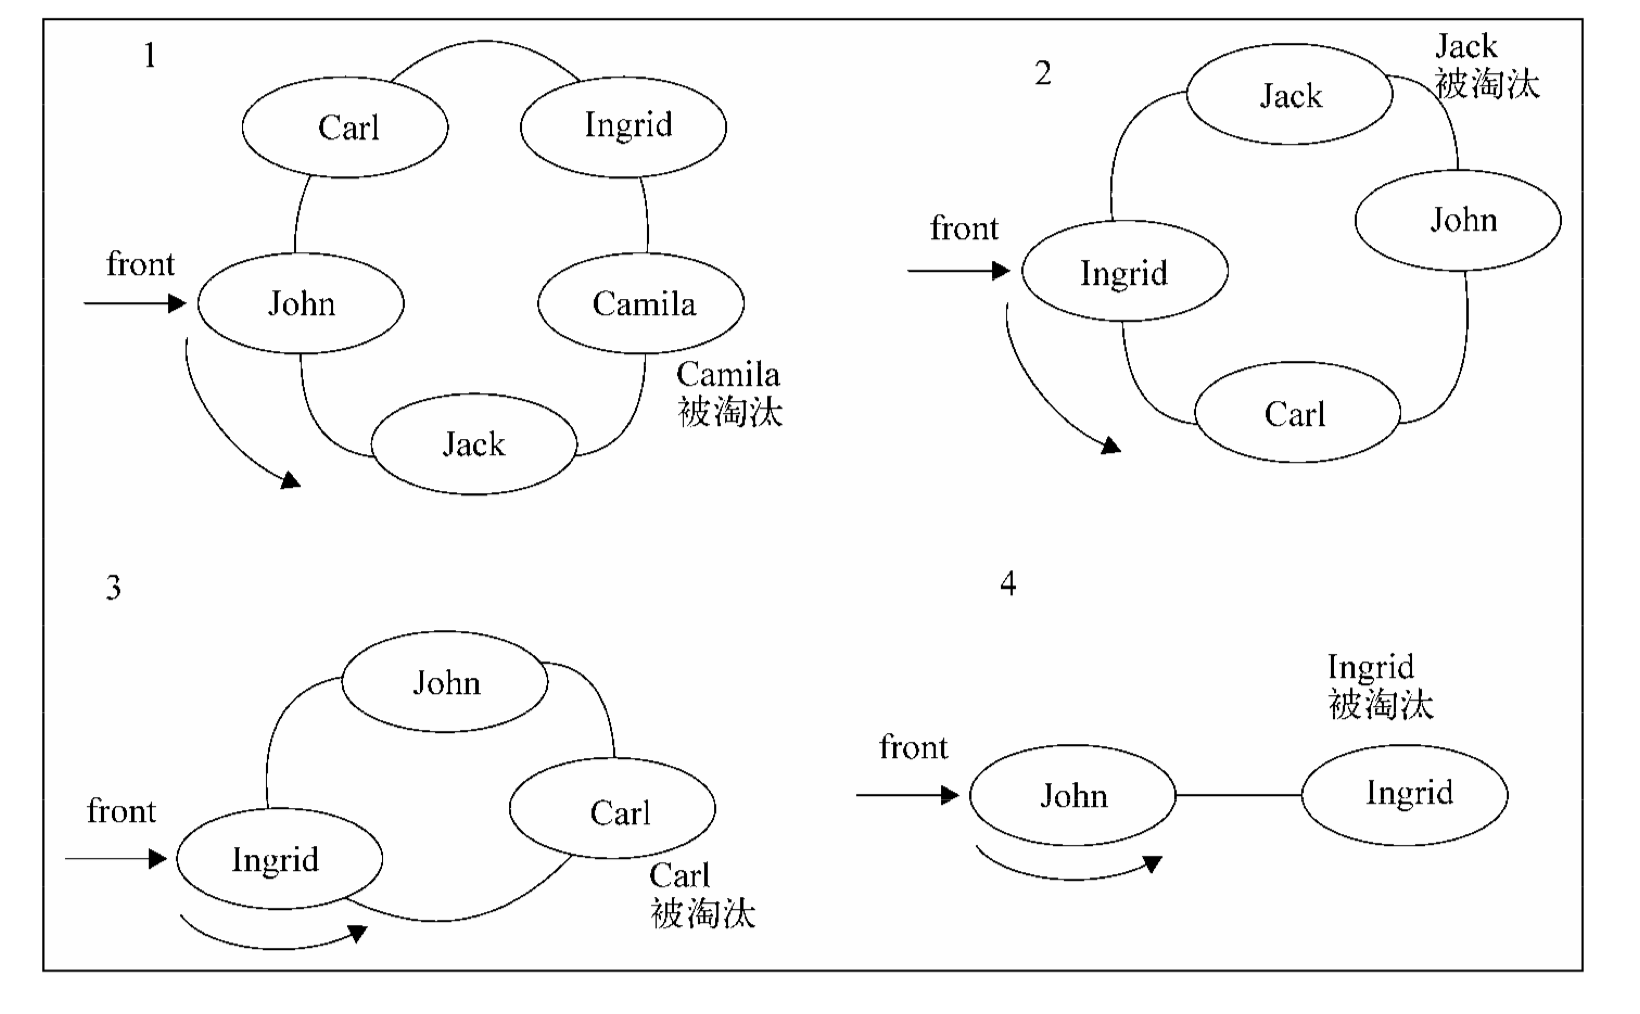 1
Carl
Ingrid
front
John
Camila
Camila
被淘汰
Jack
2
Jack
Jack
被淘汰
front
Ingrid
John
Carl
3
John
front
Ingrid
Carl
Carl
被淘汰
4
Ingrid
被淘汰
front
John
Ingrid